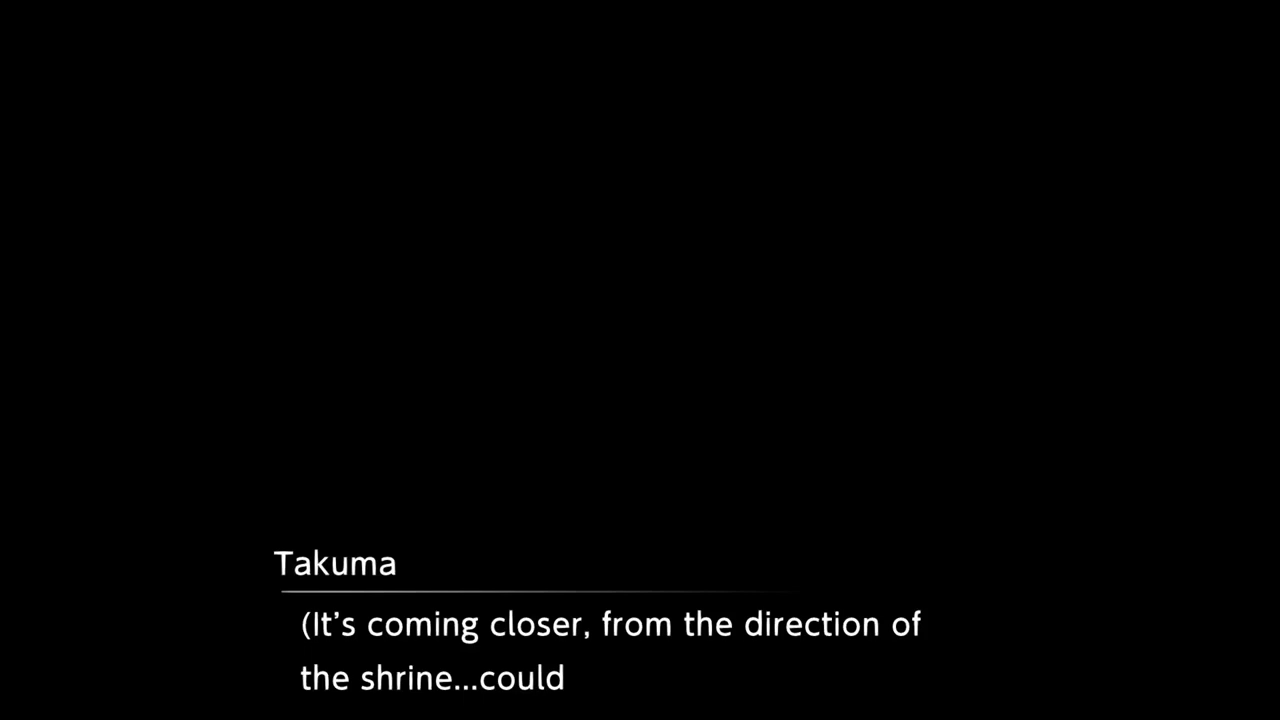 Takuma
(It's coming closer, from the direction of
the shrine...could